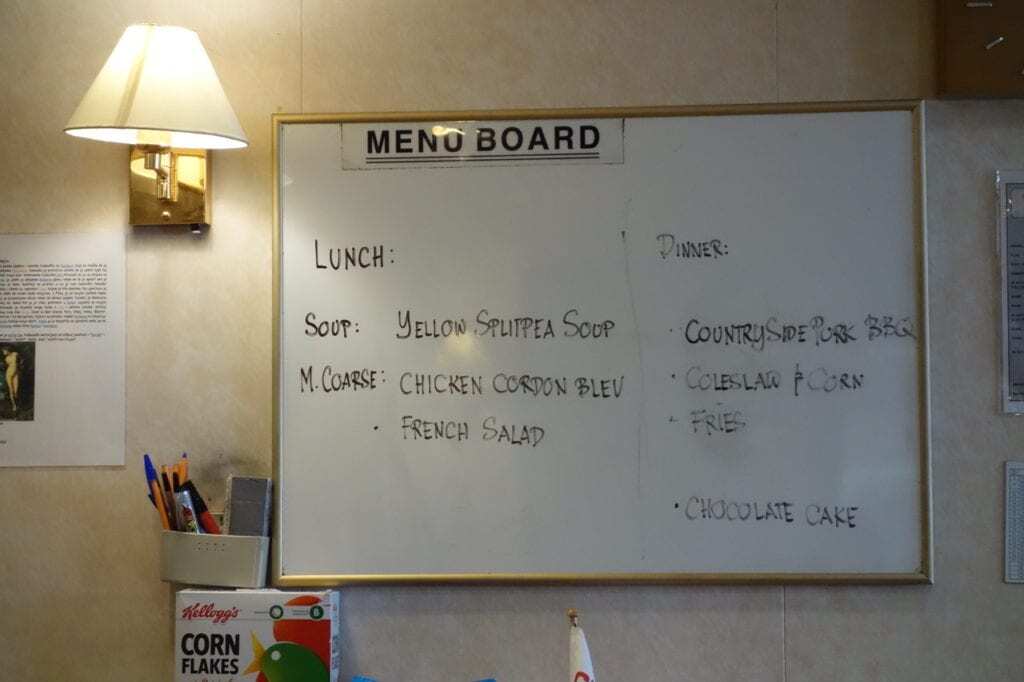 MENU BOARD
LUNCH:
SOUP: YELLOW SPLITPEA SOUP
M. COARSE: CHICKEN CORDON BLEU
· FRENCH SALAD
DINNER:
· COUNTRYSIDE PORK BBQ
· COLESLAW & CORN
- FRIES
· CHOCOLATE CAKE
Kellogg's
CORN
FLAKES